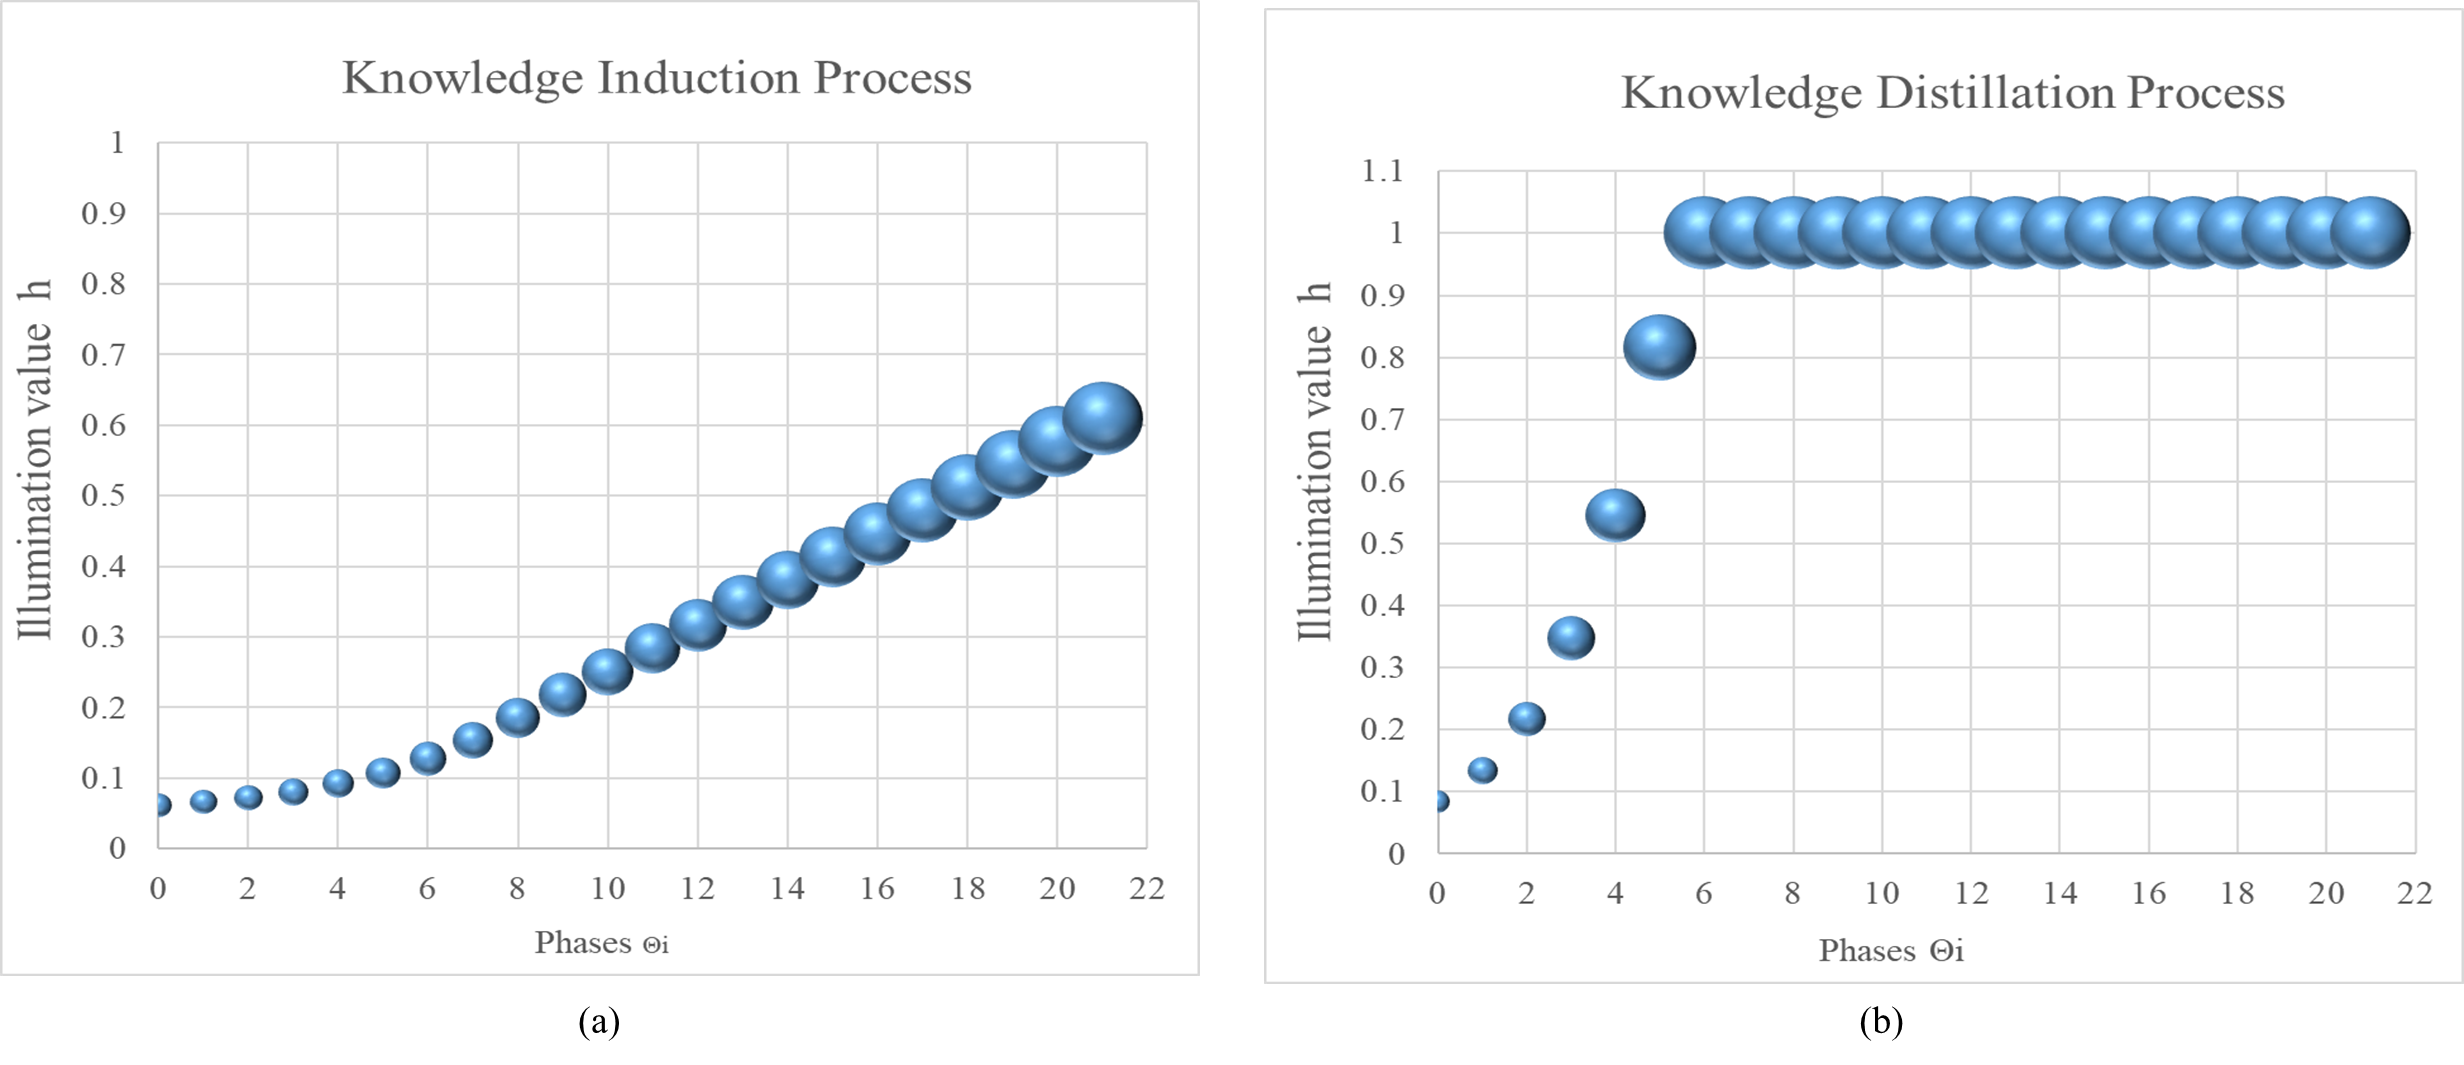 Knowledge Induction Process
1
0.9
0.8
0.7
0.6
0.5
0.4
0.3
0.2
0.1
0
Illumination value h
0 2 4 6 8 10 12 14 16 18 20 22
Phases Θi
(a)
Knowledge Distillation Process
1.1
1
0.9
0.8
0.7
0.6
0.5
0.4
0.3
0.2
0.1
0
Illumination value h
0 2 4 6 8 10 12 14 16 18 20 22
Phases Θi
(b)